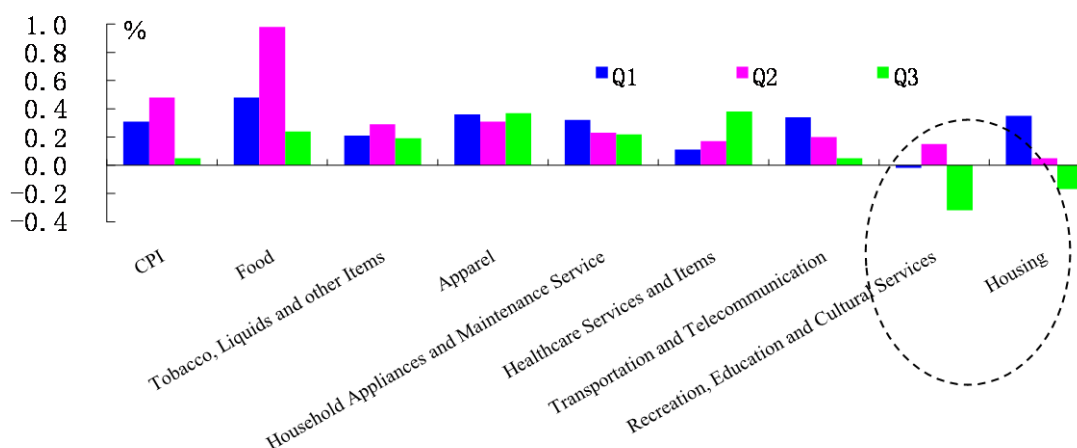 1.0
%
0.8
0.6
Q1 Q2 Q3
0.4
0.2
0.0
-0.2
-0.4
CPI
Food
Tobacco, Liquids and other Items
Apparel
Household Appliances and Maintenance Service
Healthcare Services and Items
Transportation and Telecommunication
Recreation, Education and Cultural Services
Housing